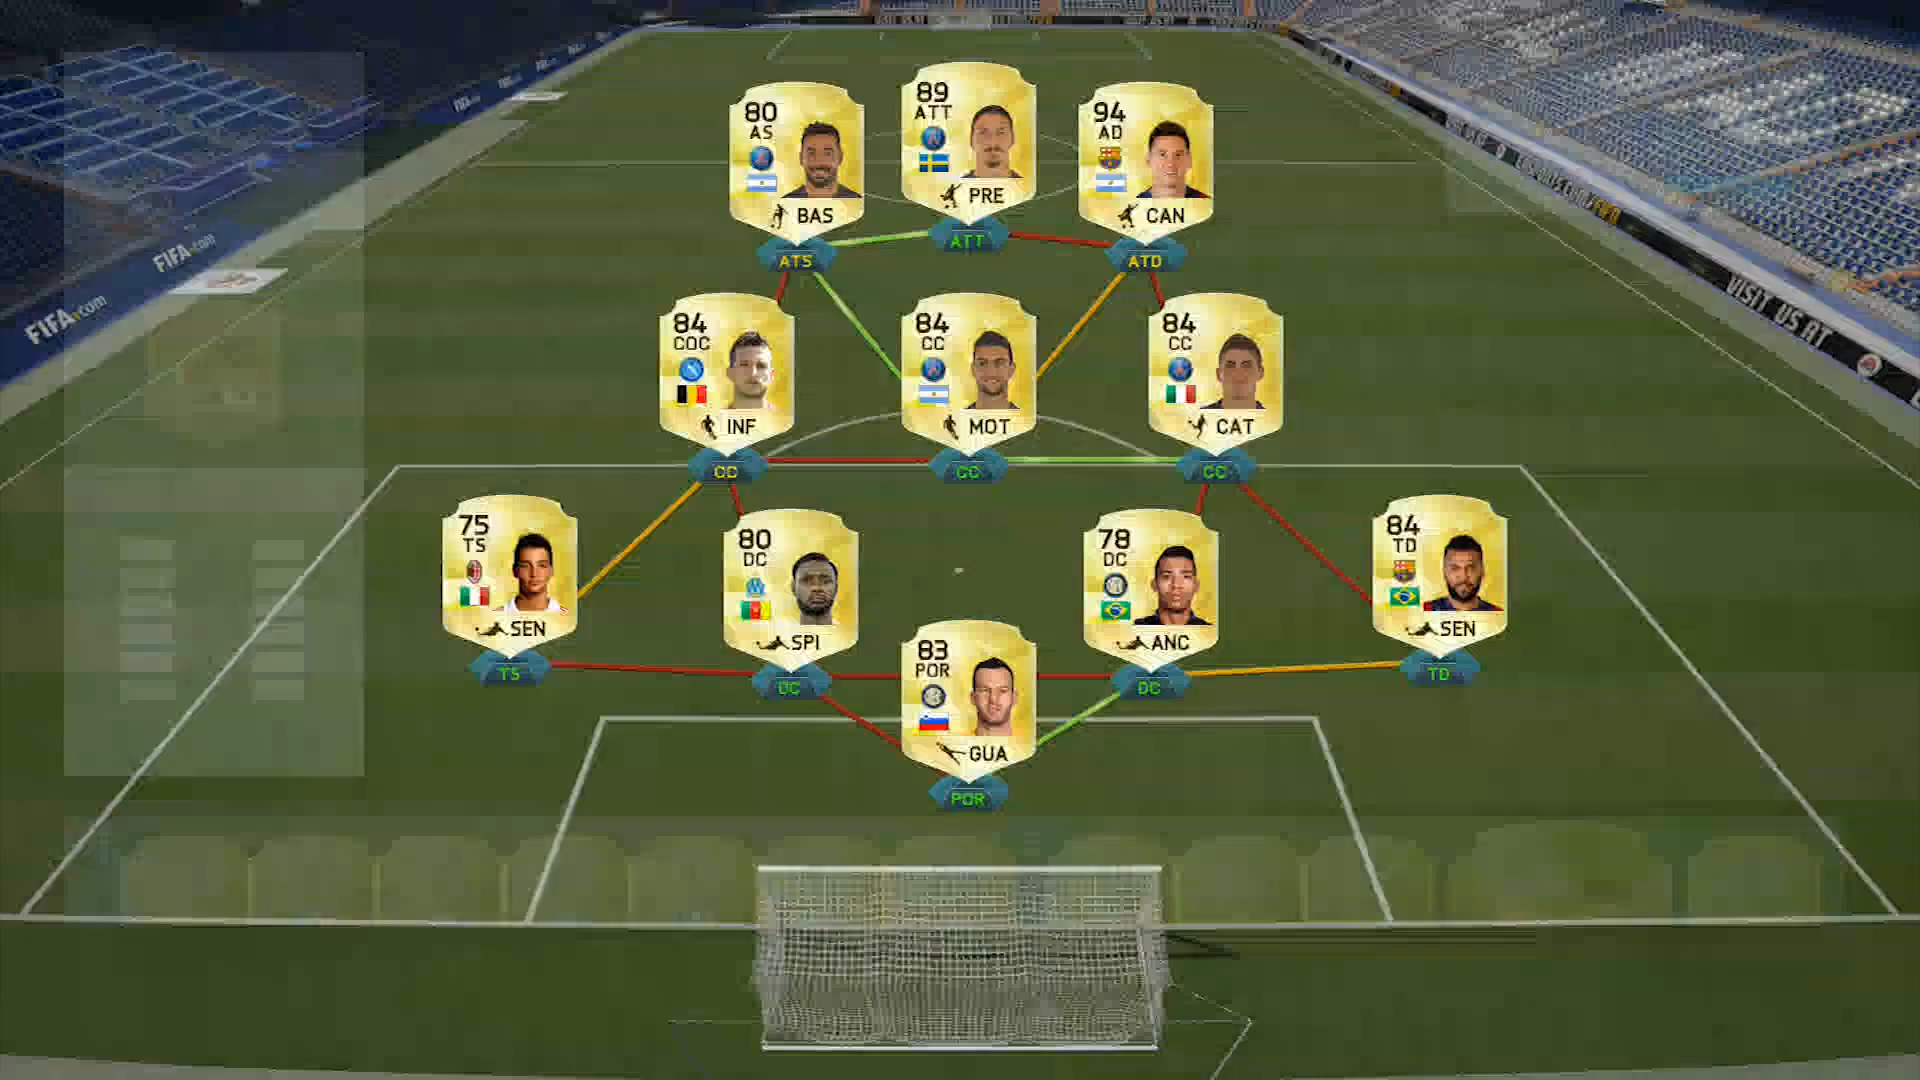 89
ATT
PRE
80
AS
BAS
94
AD
CAN
ATT
ATS
ATD
84
COC
INF
84
CC
MOT
84
CC
CAT
CC
CC
CC
75
TS
SEN
80
DC
SPI
78
DC
ANC
84
TD
SEN
83
POR
GUA
TS
DC
DC
TD
POR
FIFA.com
FIFA.com
VISIT US AT